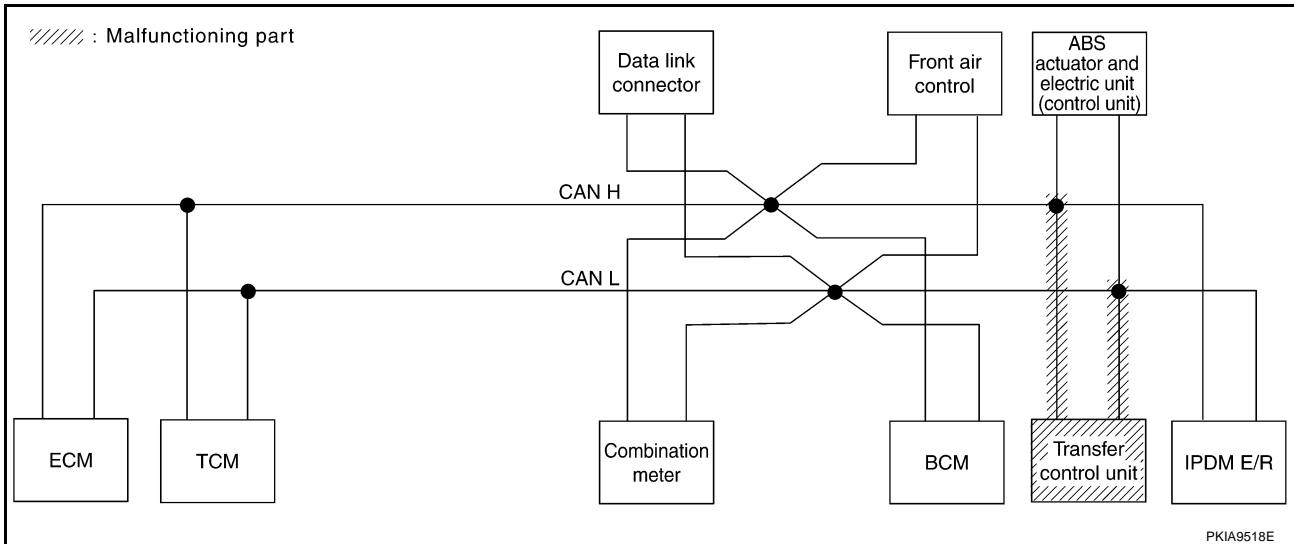 : Malfunctioning part
Data link
connector
Front air
control
ABS
actuator and
electric unit
(control unit)
CAN H
CAN L
ECM
TCM
Combination
meter
BCM
Transfer
control unit
IPDM E/R
PKIA9518E